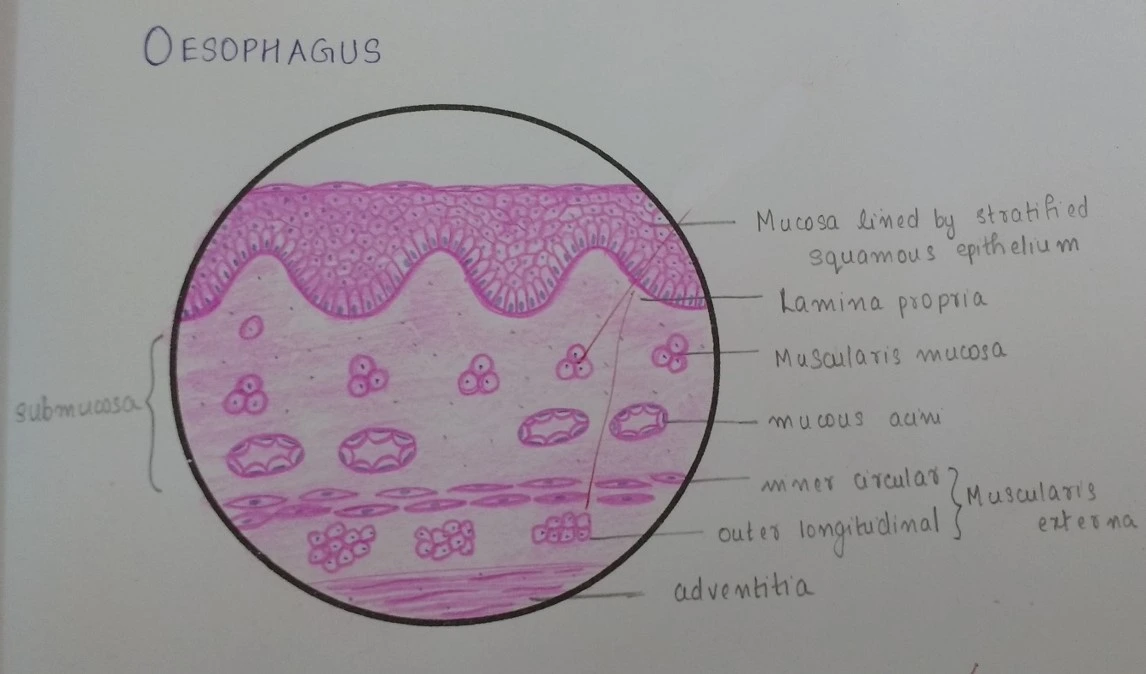 OESOPHAGUS
Mucosa lined by stratified
squamous epithelium
Lamina propria
Muscularis mucosa
submucosa
mucous acini
inner circular
Muscularis
externa
outer longitudinal
adventitia